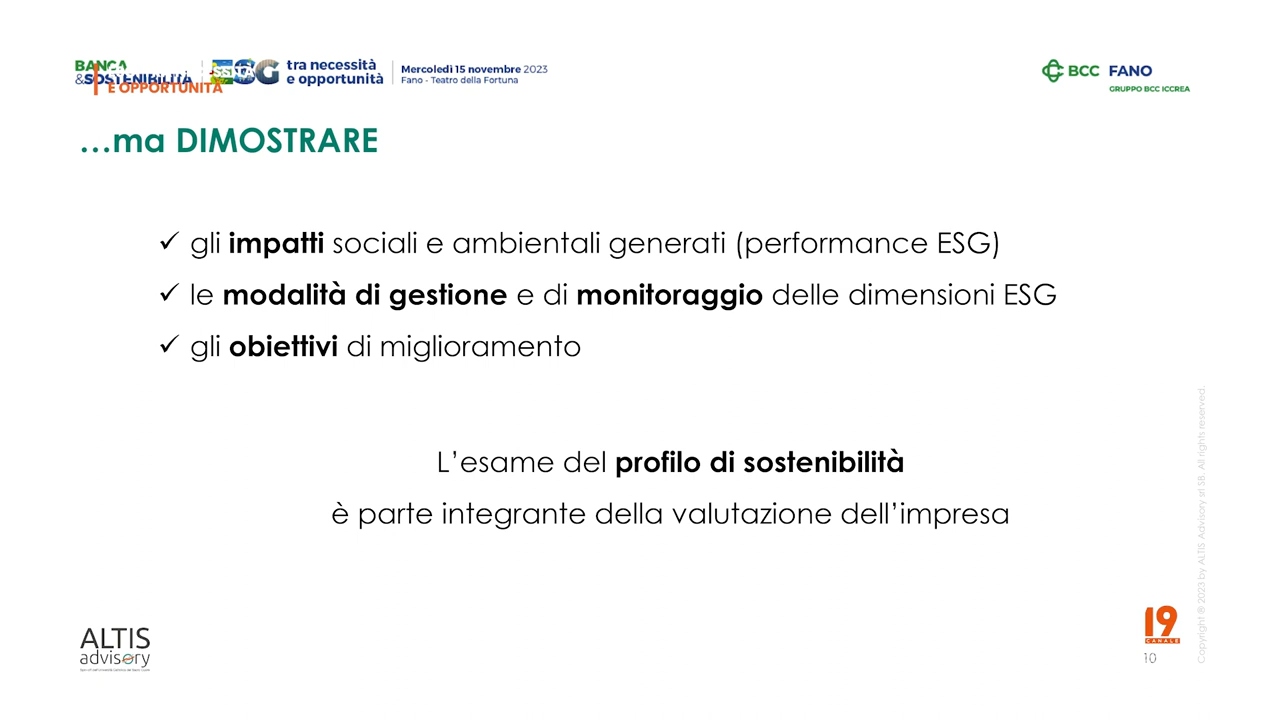 BANCA
&SOSTENIBILITÀ
ESG
tra necessità
e opportunità
E OPPORTUNITÀ
Mercoledì 15 novembre 2023
Fano - Teatro della Fortuna
BCC FANO
GRUPPO BCC ICCREA
…ma DIMOSTRARE
✓ gli impatti sociali e ambientali generati (performance ESG)
✓ le modalità di gestione e di monitoraggio delle dimensioni ESG
✓ gli obiettivi di miglioramento
L’esame del profilo di sostenibilità
è parte integrante della valutazione dell’impresa
ALTIS
advisory
19
CANALE
10
Copyright ® 2023 by ALTIS Advisory srl SB. All rights reserved.